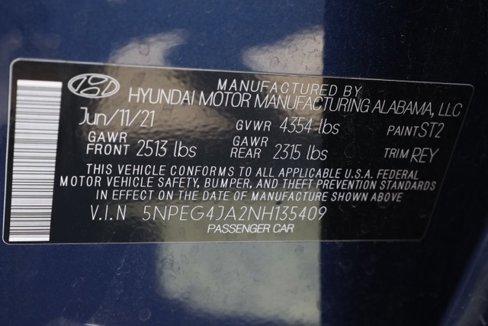 MANUFACTURED BY
HYUNDAI MOTOR MANUFACTURING ALABAMA, LLC
Jun/11/21 GVWR 4354 lbs PAINT ST2
GAWR FRONT 2513 lbs GAWR REAR 2315 lbs TRIM REY
THIS VEHICLE CONFORMS TO ALL APPLICABLE U.S.A. FEDERAL
MOTOR VEHICLE SAFETY, BUMPER, AND THEFT PREVENTION STANDARDS
IN EFFECT ON THE DATE OF MANUFACTURE SHOWN ABOVE
V.I.N 5NPEG4JA2NH135409
PASSENGER CAR